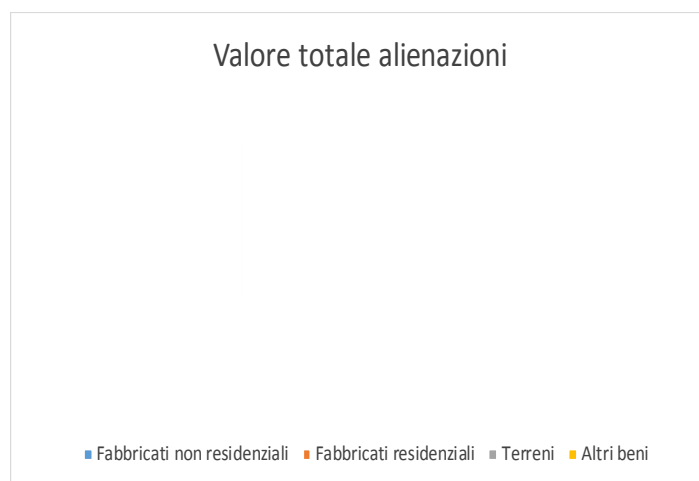 Valore totale alienazioni
Fabbricati non residenziali Fabbricati residenziali Terreni Altri beni